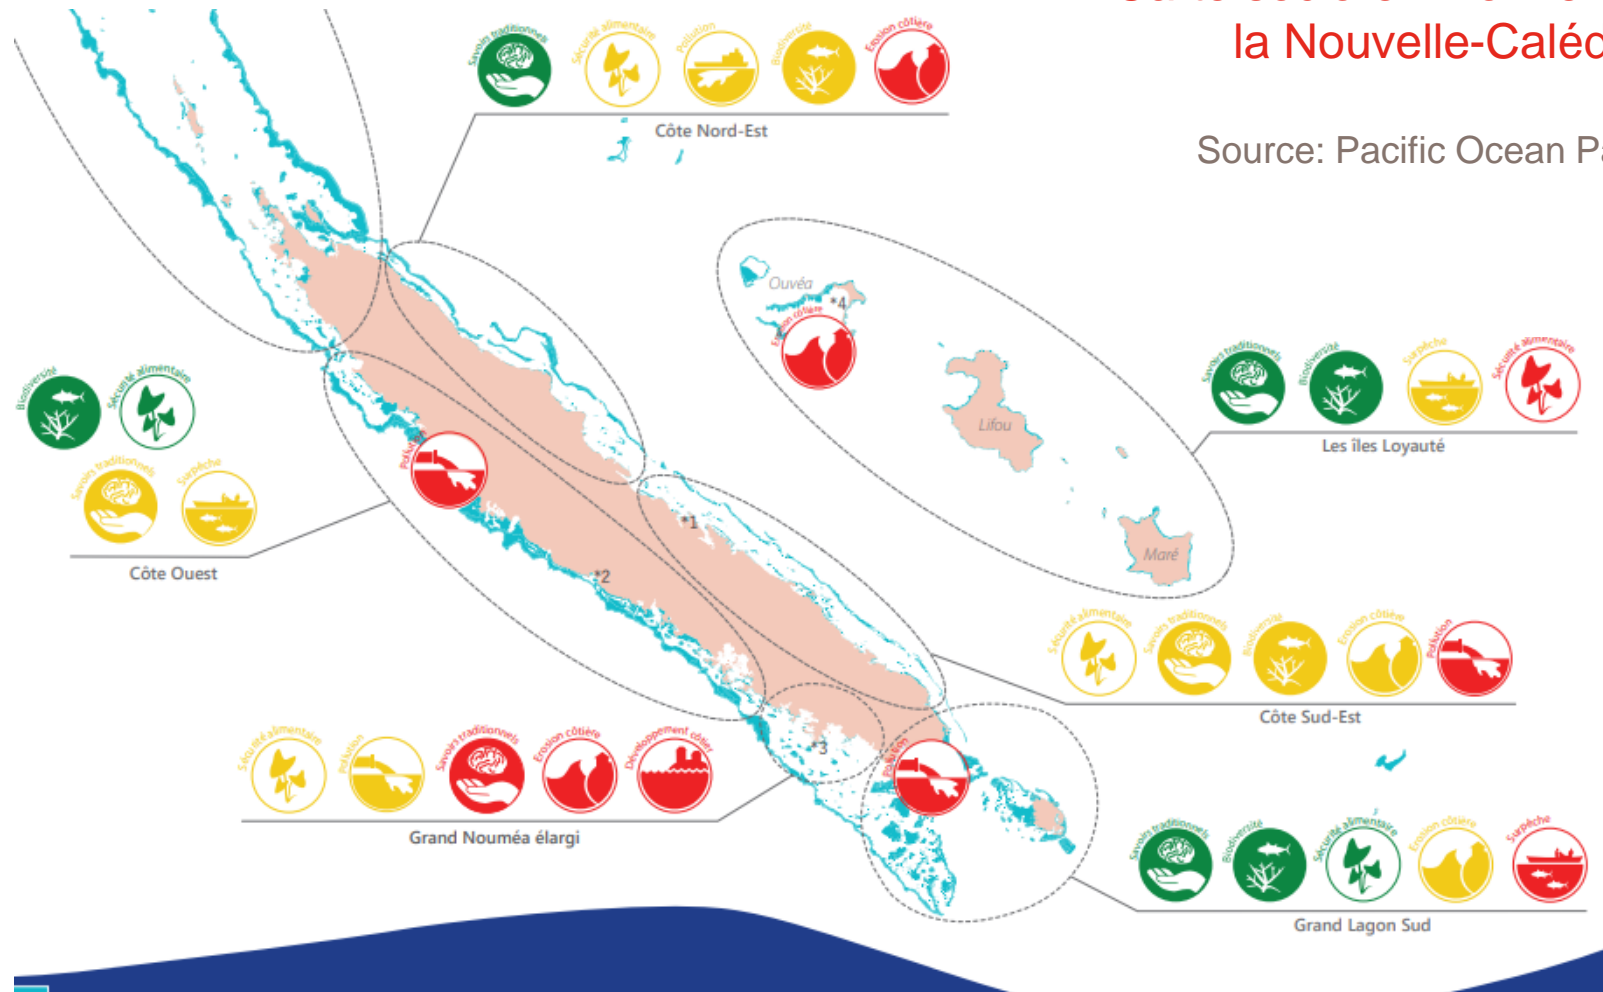 la Nouvelle-Caléd
Source: Pacific Ocean Pa
Savoirs traditionnels
Sécurité alimentaire
Pollution
Biodiversité
Erosion côtière
Côte Nord-Est
Ouvéa
*4
Erosion côtière
Lifou
Maré
Savoirs traditionnels
Biodiversité
Surpêche
Sécurité alimentaire
Les îles Loyauté
Biodiversité
Sécurité alimentaire
Savoirs traditionnels
Surpêche
Côte Ouest
Pollution
*1
*2
*3
Sécurité alimentaire
Savoirs traditionnels
Biodiversité
Erosion côtière
Pollution
Côte Sud-Est
Sécurité alimentaire
Pollution
Savoirs traditionnels
Erosion côtière
Développement côtier
Grand Nouméa élargi
Pollution
Savoirs traditionnels
Biodiversité
Sécurité alimentaire
Erosion côtière
Surpêche
Grand Lagon Sud